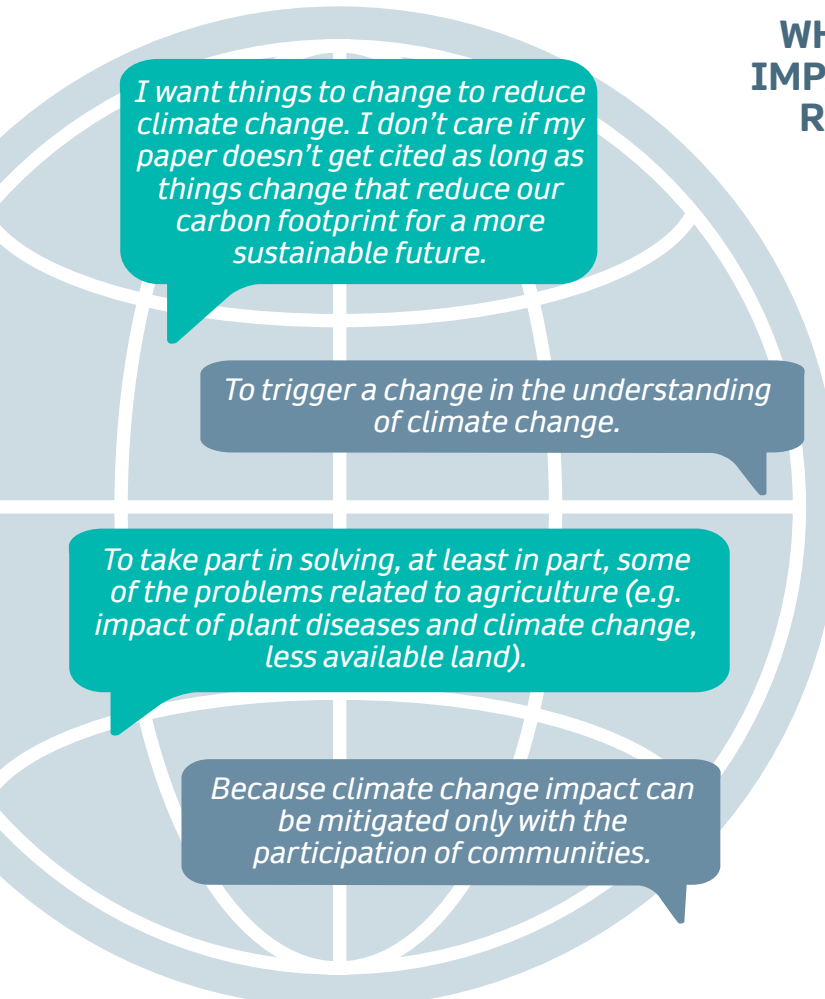 WH
IMP
R
I want things to change to reduce
climate change. I don't care if my
paper doesn't get cited as long as
things change that reduce our
carbon footprint for a more
sustainable future.
To trigger a change in the understanding
of climate change.
To take part in solving, at least in part, some
of the problems related to agriculture (e.g.
impact of plant diseases and climate change,
less available land).
Because climate change impact can
be mitigated only with the
participation of communities.